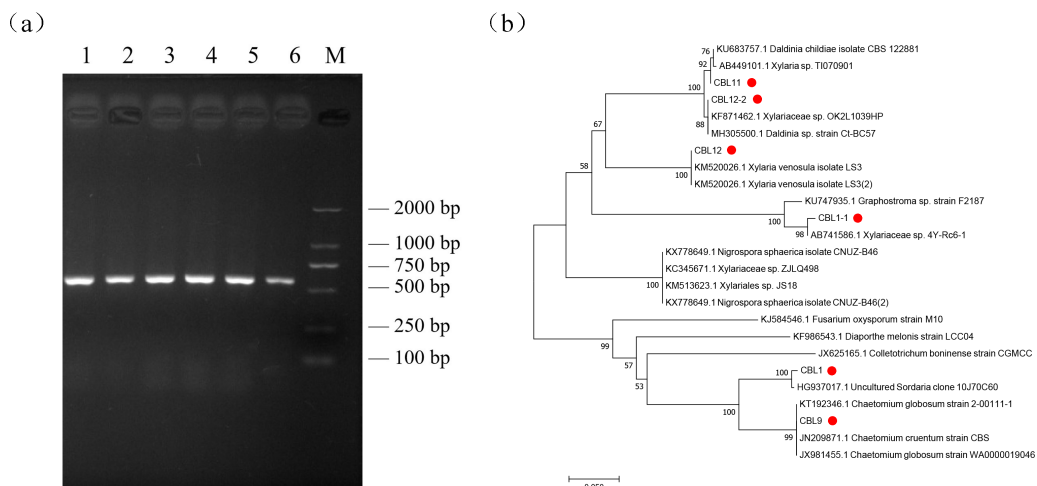 (a)
1 2 3 4 5 6 M
2000 bp
1000 bp
750 bp
500 bp
250 bp
100 bp
(b)
KU683757.1 Daldinia childiae isolate CBS 122881
76
AB449101.1 Xylaria sp. TI070901
92
CBL11
100
CBL12-2
KF871462.1 Xylariaceae sp. OK2L1039HP
88
MH305500.1 Daldinia sp. strain Ct-BC57
67
CBL12
KM520026.1 Xylaria venosula isolate LS3
100
KM520026.1 Xylaria venosula isolate LS3(2)
58
KU747935.1 Graphostroma sp. strain F2187
100
CBL1-1
98
AB741586.1 Xylariaceae sp. 4Y-Rc6-1
KX778649.1 Nigrospora sphaerica isolate CNUZ-B46
KC345671.1 Xylariaceae sp. ZJLQ498
100
KM513623.1 Xylariales sp. JS18
KX778649.1 Nigrospora sphaerica isolate CNUZ-B46(2)
KJ584546.1 Fusarium oxysporum strain M10
99
KF986543.1 Diaporthe melonis strain LCC04
57
JX625165.1 Colletotrichum boninense strain CGMCC
53
100
CBL1
HG937017.1 Uncultured Sordaria clone 10J70C60
100
KT192346.1 Chaetomium globosum strain 2-00111-1
CBL9
99
JN209871.1 Chaetomium cruentum strain CBS
JX981455.1 Chaetomium globosum strain WA0000019046